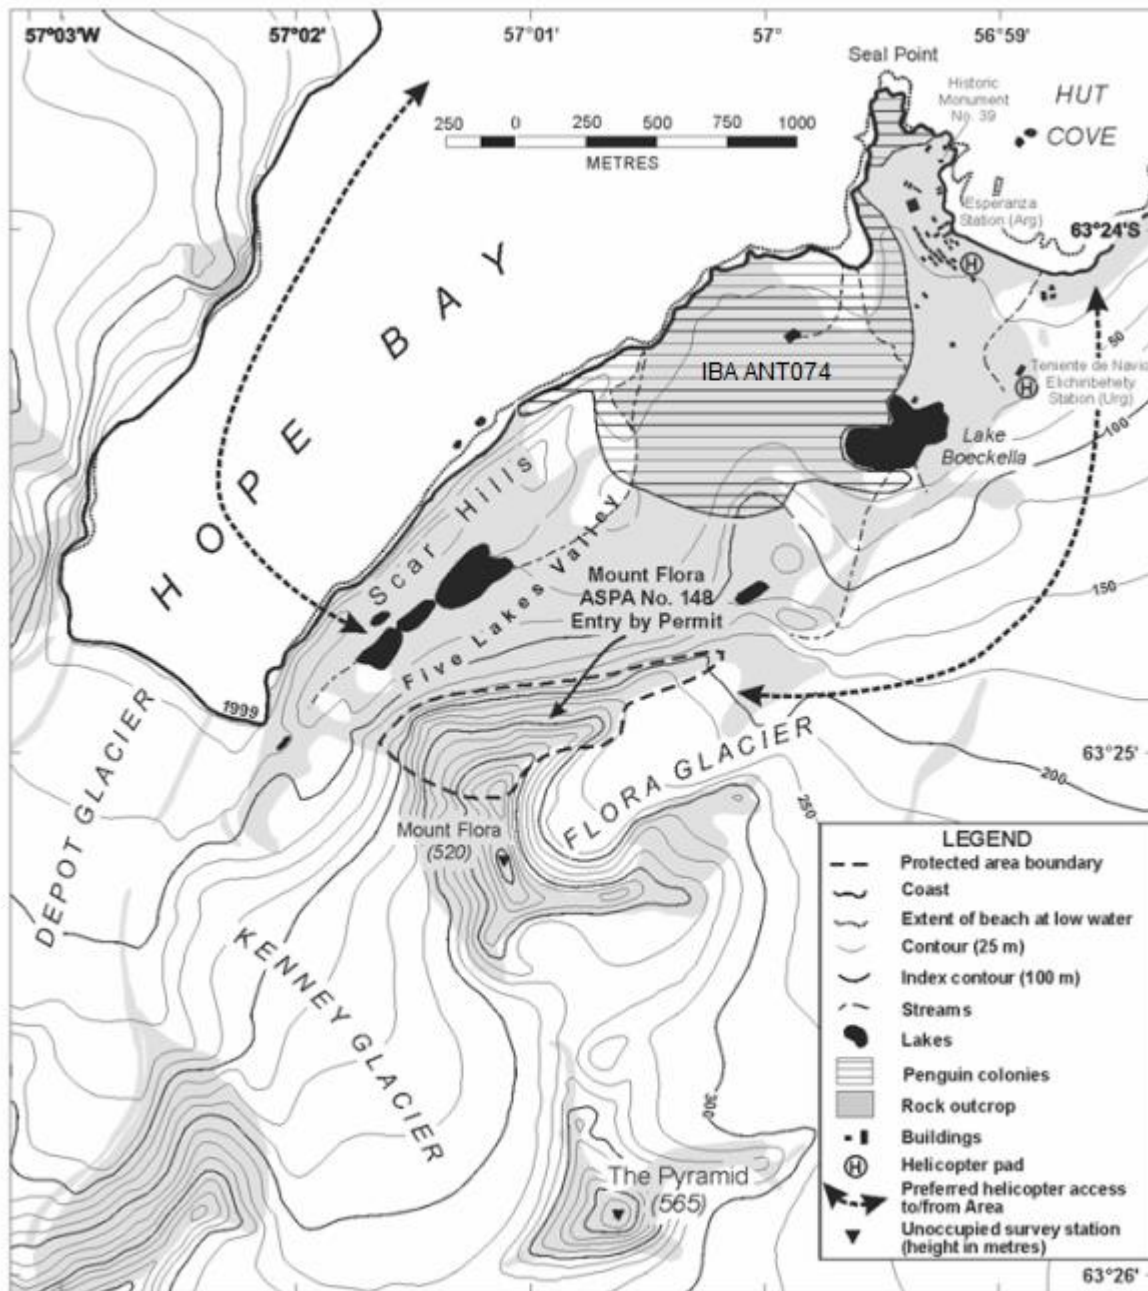 57°03'W 57°02' 57°01' 57° 56°59'
Seal Point
Historic
Monument
No. 39
HUT
COVE
250 0 250 500 750 1000
METRES
Esperanza
Station (Arg)
63°24'S
HOPE BAY
50
IBA ANT074
Teniente de Navio
Elichiribehety
Station (Urg)
100
Lake
Boeckella
Scar Hills
Five Lakes Valley
Mount Flora
ASPA No. 148
Entry by Permit
150
1999
DEPOT GLACIER
FLORA GLACIER
63°25'
200
250
Mount Flora
(520)
KENNEY GLACIER
300
The Pyramid
(565)
LEGEND
Protected area boundary
Coast
Extent of beach at low water
Contour (25 m)
Index contour (100 m)
Streams
Lakes
Penguin colonies
Rock outcrop
Buildings
H
H
H Helicopter pad
Preferred helicopter access
to/from Area
Unoccupied survey station
(height in metres)
63°26'